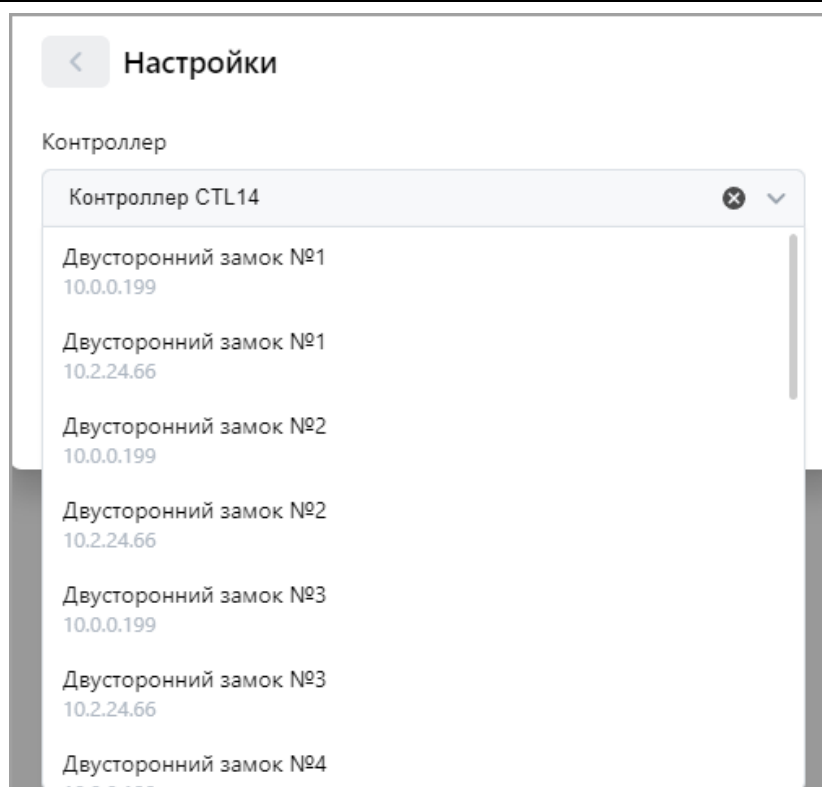 Настройки
Контроллер
Контроллер CTL14
Двусторонний замок №1
10.0.0.199
Двусторонний замок №1
10.2.24.66
Двусторонний замок №2
10.0.0.199
Двусторонний замок №2
10.2.24.66
Двусторонний замок №3
10.0.0.199
Двусторонний замок №3
10.2.24.66
Двусторонний замок №4